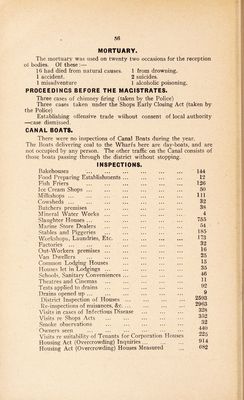 56
MORTUARY.
The mortuary was used on twenty two occasions for the reception
of bodies. Of these :—
16 had died from natural causes. 1 from drowning.
1 accident. 2 suicides.
1 misadventure 1 alcoholic poisoning.
PROCEEDINGS BEFORE THE MAGISTRATES.
Three cases of chimney firing (taken by the Police)
Three cases taken under the Shops Early Closing Act (taken by
the Police)
Establishing offensive trade without consent of local authority
—case dismissed.
CANAL BOATS.
There were no inspections of Canal Boats during the year.
The Boats delivering coal to the Wharfs here are day-boats, and are
not occupied by any person. The other traffic on the Canal consists of
those boats passing through the district without stopping.
INSPECTIONS.
Bakehouses ... 144
Food Preparing Establishments ... 12
Fish Friers ... 126
Ice Cream Shops ... 50
Milkshops ... 111
Cowsheds ... 32
Butchers premises ... 38
Mineral Water Works ... 4
Slaughter Houses ... 755
Marine Store Dealers ... 54
Stables and Piggeries ... 185
Workshops, Laundries, Etc. ... 173
Factories ... 32
Out-Workers premises ... 16
Van Dwellers ... 25
Common Lodging Houses ... 15
Houses let in Lodgings ... 35
Schools, Sanitary Conveniences ... 46
Theatres and Cinemas ... 11
Tests applied to drains ... 92
Drains opened up ... 9
District Inspection of Houses ... 2593
Re-inspections of nuisances, &c. ... 2963
Visits in cases of Infectious Disease ... 328
Visits re Shops Acts ... 352
Smoke observations ... 32
Owners seen ... 440
Visits re suitability of Tenants for Corporation Houses 225
Housing Act (Overcrowding) Inquiries ... 914
Housing Act (Overcrowding) Houses Measured ... 682